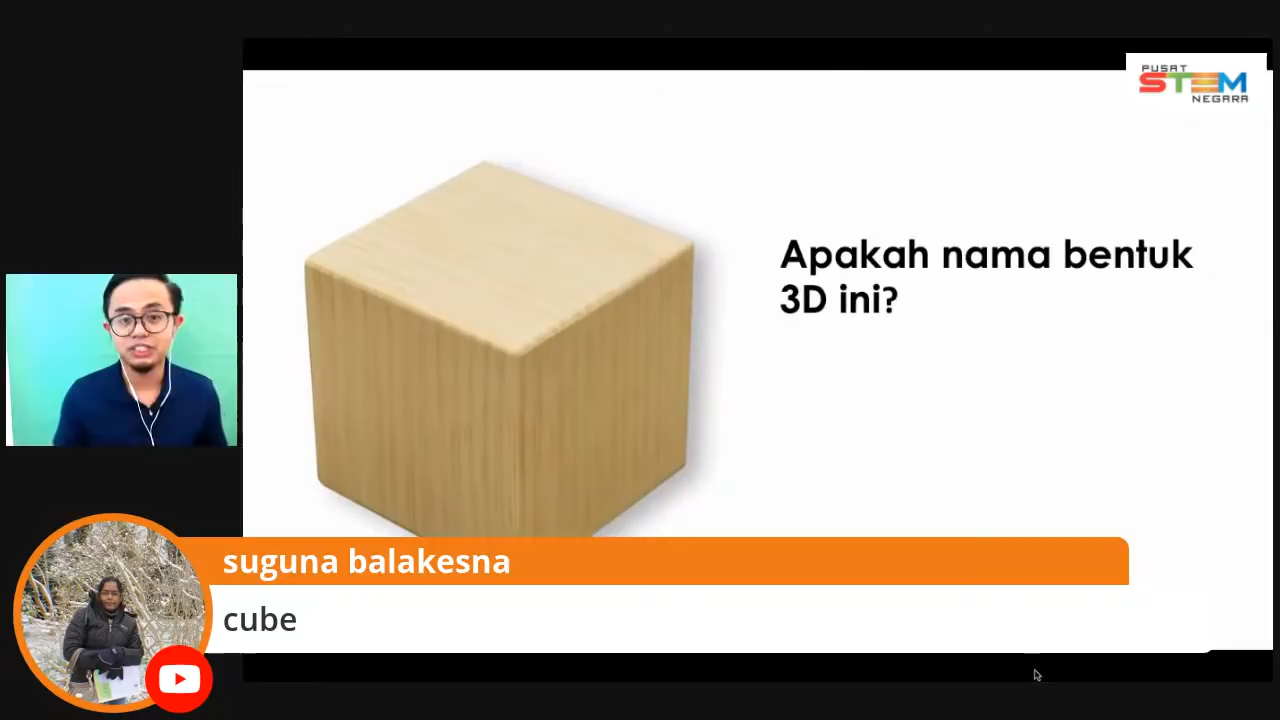 PUSAT
STEM
NEGARA
Apakah nama bentuk
3D ini?
suguna balakesna
cube